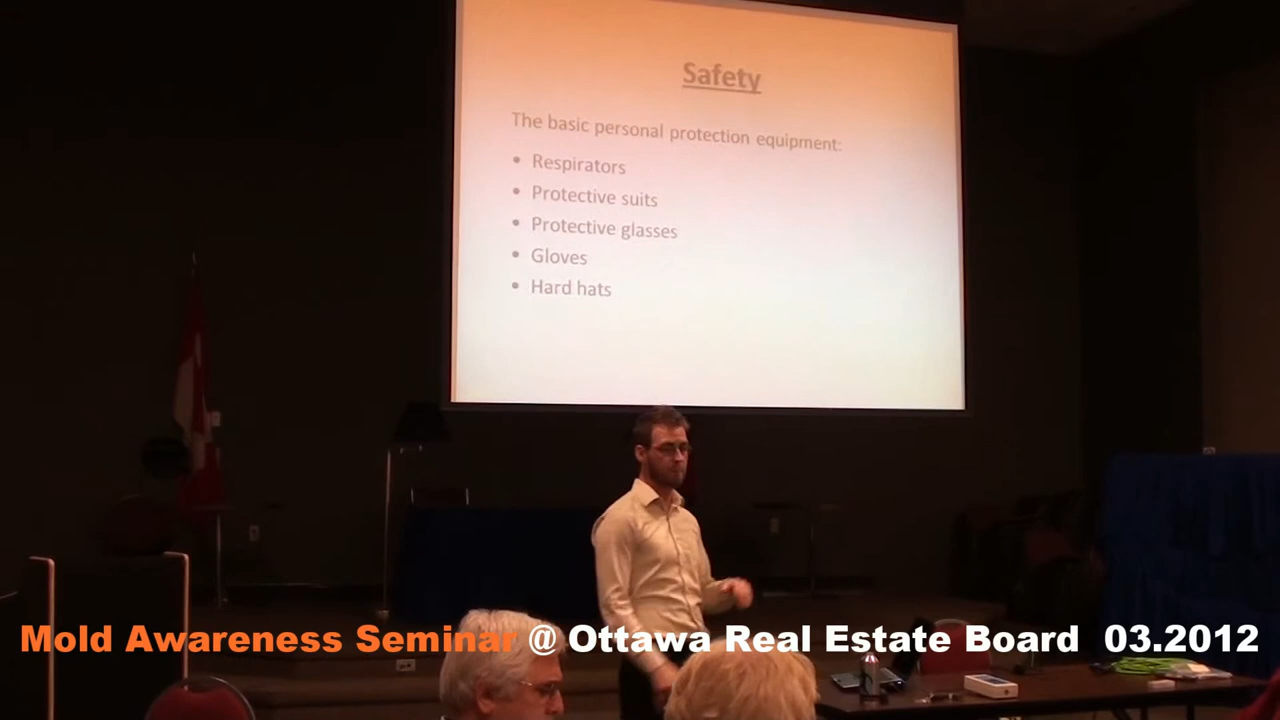 Safety
The basic personal protection equipment:
• Respirators
• Protective suits
• Protective glasses
• Gloves
• Hard hats
Mold Awareness Seminar @ Ottawa Real Estate Board 03.2012